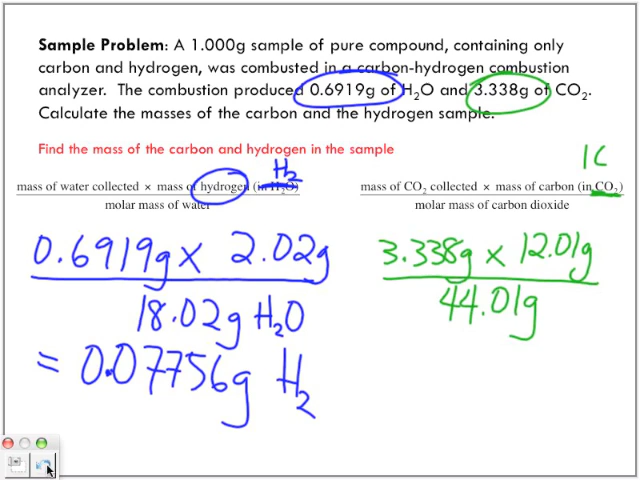 Sample Problem: A 1.000g sample of pure compound, containing only
carbon and hydrogen, was combusted in a carbon-hydrogen combustion
analyzer. The combustion produced 0.6919g of H₂O and 3.338g of CO₂.
Calculate the masses of the carbon and the hydrogen sample.
Find the mass of the carbon and hydrogen in the sample
H₂
1C
mass of water collected × mass of hydrogen (in H₂O)
molar mass of water
mass of CO₂ collected × mass of carbon (in CO₂)
molar mass of carbon dioxide
0.6919g x 2.02g
18.02g H₂O
= 0.07756g H₂
3.338g x 12.01g
44.01g